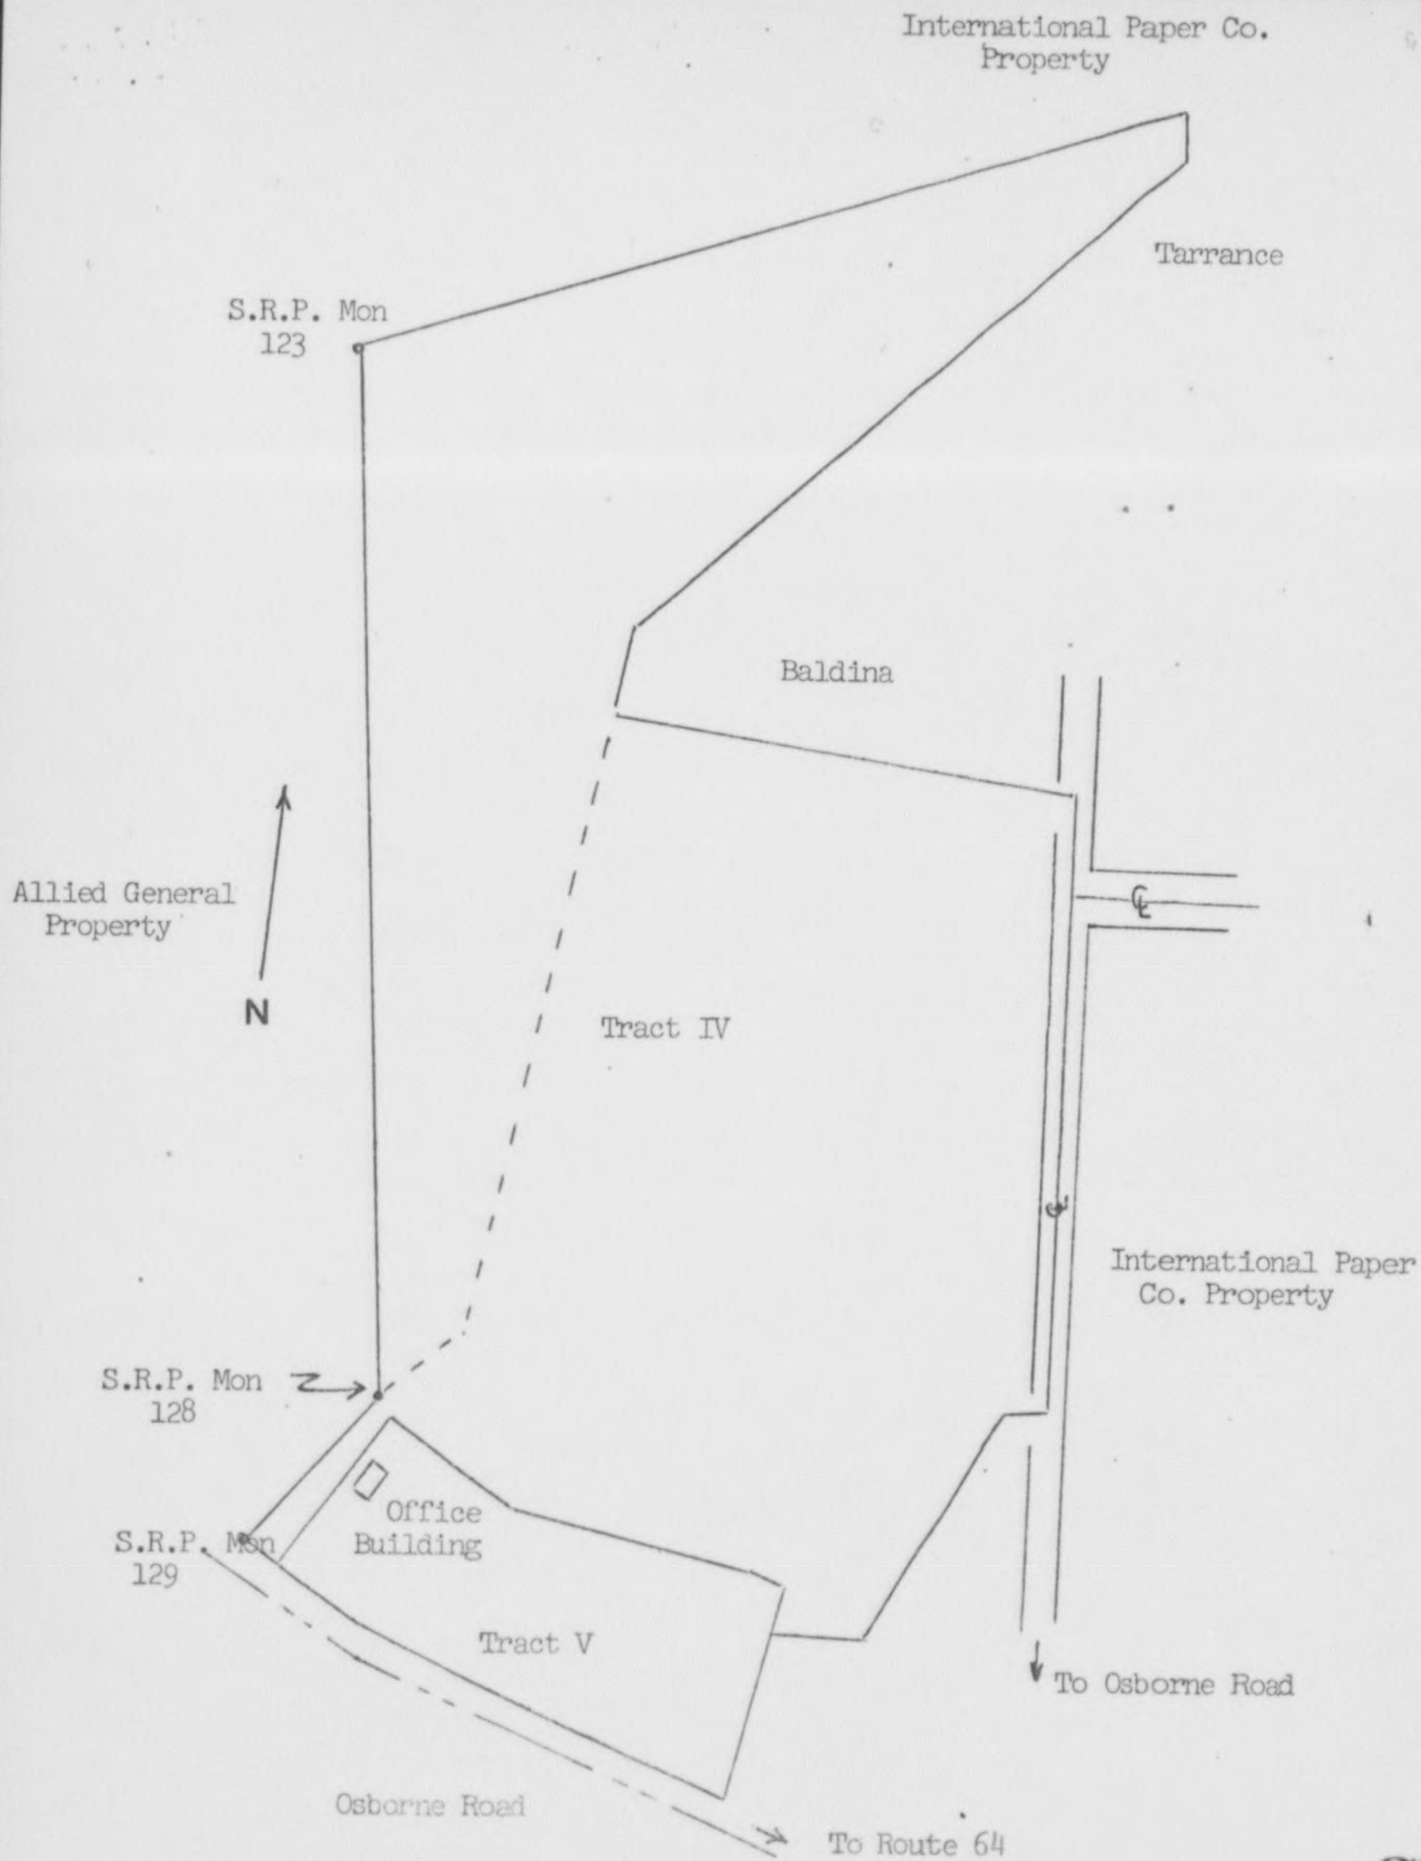 International Paper Co.
Property
Tarrance
S.R.P. Mon
123
Baldina
Allied General
Property
N
℄
Tract IV
International Paper
Co. Property
S.R.P. Mon
128
Office
Building
S.R.P. Mon
129
Tract V
To Osborne Road
Osborne Road
To Route 64